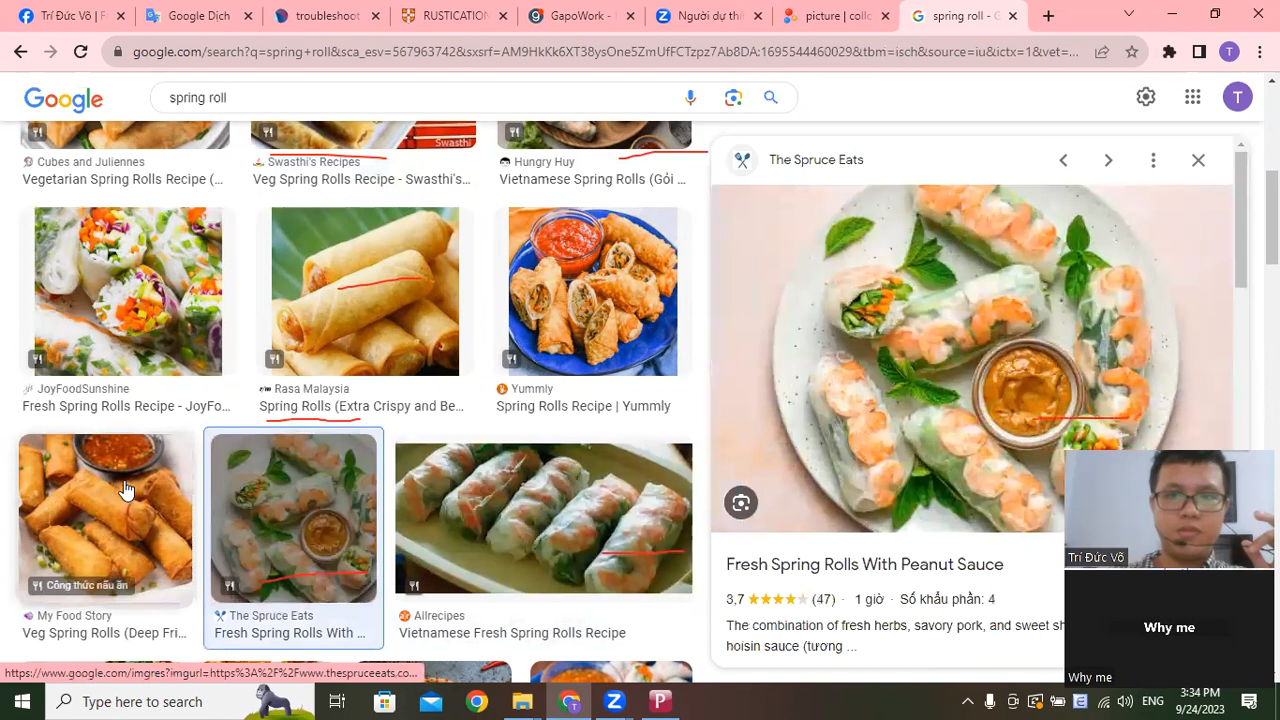 Trí Đức Võ | F
Google Dịch
troubleshoot
RUSTICATION
GapoWork - 
Người dự thí
picture | collc
spring roll - G
google.com/search?q=spring+roll&sca_esv=567963742&sxsrf=AM9HkKk6XT38ysOne5ZmUfFCTzpz7Ab8DA:1695544460029&tbm=isch&source=iu&ictx=1&vet=...
T
Google
spring roll
T
Swasthi
Cubes and Juliennes
Vegetarian Spring Rolls Recipe (...
Swasthi's Recipes
Veg Spring Rolls Recipe - Swasthi's...
Hungry Huy
Vietnamese Spring Rolls (Gỏi ...
The Spruce Eats
JoyFoodSunshine
Fresh Spring Rolls Recipe - JoyFo...
Rasa Malaysia
Spring Rolls (Extra Crispy and Be...
Yummly
Spring Rolls Recipe | Yummly
Công thức nấu ăn
My Food Story
Veg Spring Rolls (Deep Fri...
The Spruce Eats
Fresh Spring Rolls With ...
Allrecipes
Vietnamese Fresh Spring Rolls Recipe
Fresh Spring Rolls With Peanut Sauce
3,7 ★★★★☆ (47) · 1 giờ · Số khẩu phần: 4
The combination of fresh herbs, savory pork, and sweet sh
hoisin sauce (tương ...
Trí Đức Võ
Why me
Why me
https://www.google.com/imgres?imgurl=https%3A%2F%2Fwww.thespruceeats.co...
Type here to search
T
P
ENG
3:34 PM
9/24/2023